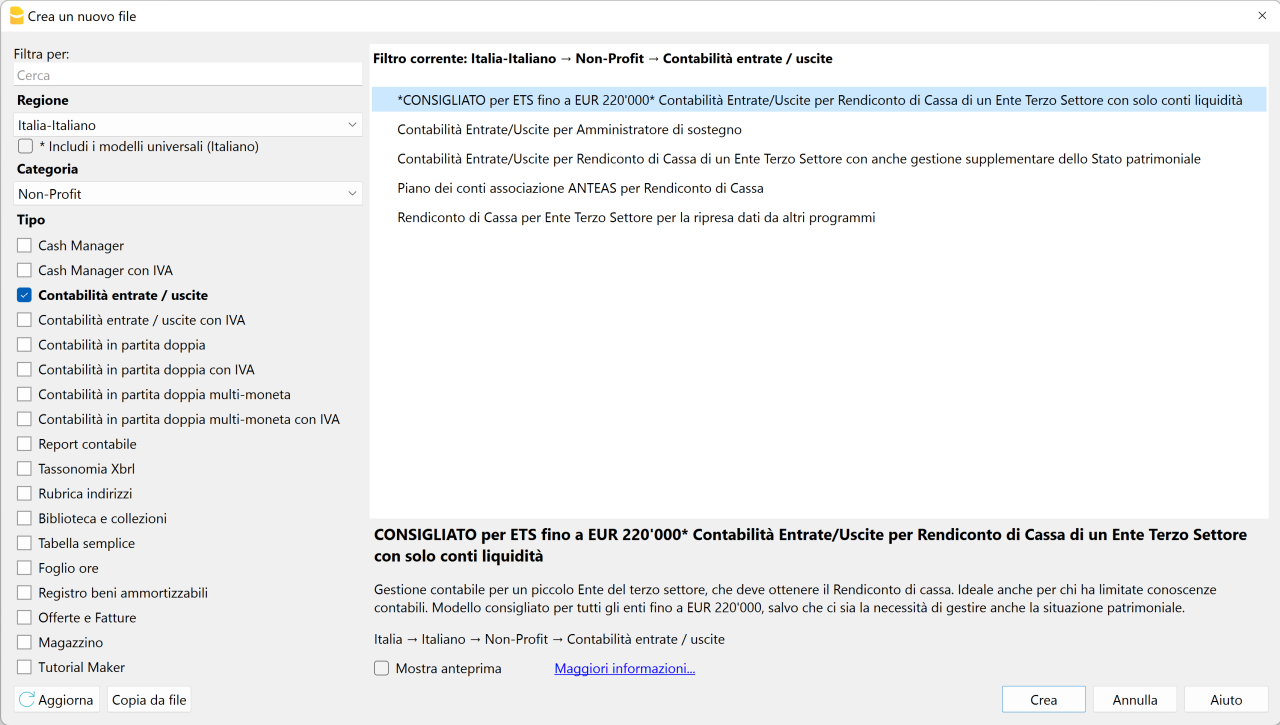 Crea un nuovo file
Filtra per:
Cerca
Regione
Italia-Italiano
* Includi i modelli universali (Italiano)
Categoria
Non-Profit
Tipo
Cash Manager
Cash Manager con IVA
Contabilità entrate / uscite
Contabilità entrate / uscite con IVA
Contabilità in partita doppia
Contabilità in partita doppia con IVA
Contabilità in partita doppia multi-moneta
Contabilità in partita doppia multi-moneta con IVA
Report contabile
Tassonomia Xbrl
Rubrica indirizzi
Biblioteca e collezioni
Tabella semplice
Foglio ore
Registro beni ammortizzabili
Offerte e Fatture
Magazzino
Tutorial Maker
Aggiorna
Copia da file
Filtro corrente: Italia-Italiano → Non-Profit → Contabilità entrate / uscite
*CONSIGLIATO per ETS fino a EUR 220'000* Contabilità Entrate/Uscite per Rendiconto di Cassa di un Ente Terzo Settore con solo conti liquidità
Contabilità Entrate/Uscite per Amministratore di sostegno
Contabilità Entrate/Uscite per Rendiconto di Cassa di un Ente Terzo Settore con anche gestione supplementare dello Stato patrimoniale
Piano dei conti associazione ANTEAS per Rendiconto di Cassa
Rendiconto di Cassa per Ente Terzo Settore per la ripresa dati da altri programmi
CONSIGLIATO per ETS fino a EUR 220'000* Contabilità Entrate/Uscite per Rendiconto di Cassa di un Ente Terzo Settore
con solo conti liquidità
Gestione contabile per un piccolo Ente del terzo settore, che deve ottenere il Rendiconto di cassa. Ideale anche per chi ha limitate conoscenze
contabili. Modello consigliato per tutti gli enti fino a EUR 220'000, salvo che ci sia la necessità di gestire anche la situazione patrimoniale.
Italia → Italiano → Non-Profit → Contabilità entrate / uscite
Mostra anteprima
Maggiori informazioni...
Crea
Annulla
Aiuto